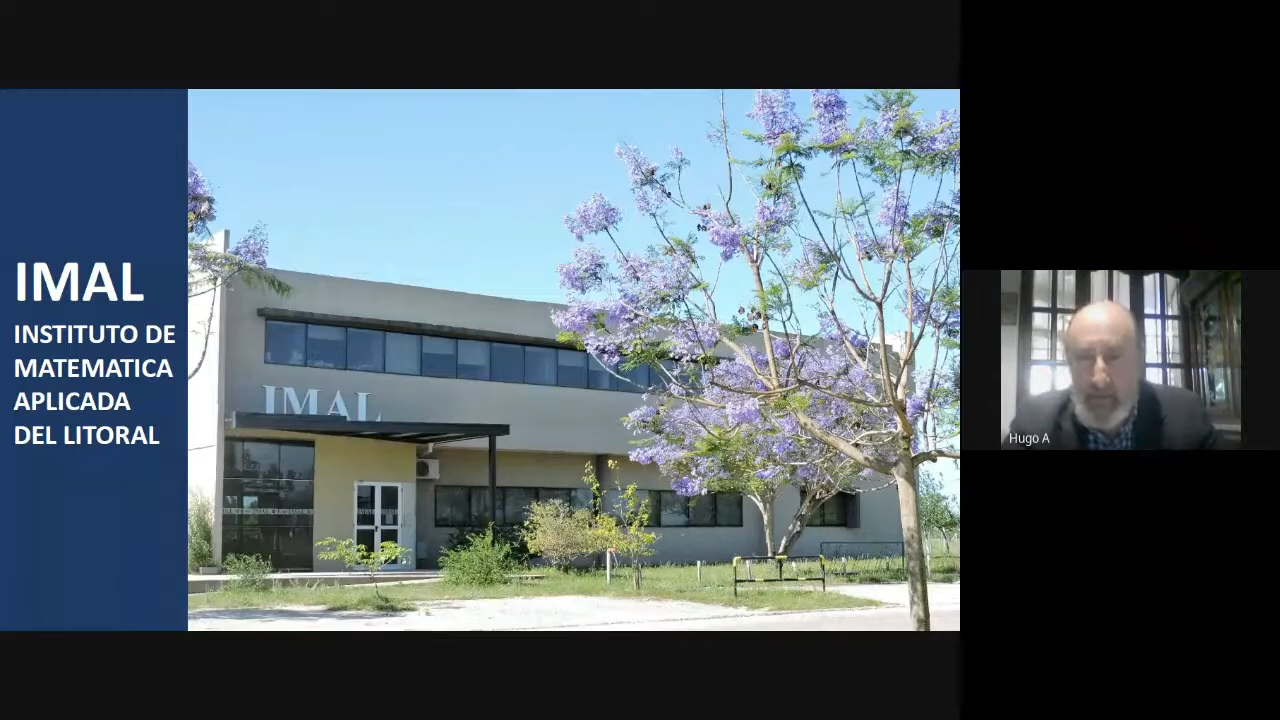 IMAL
INSTITUTO DE
MATEMATICA
APLICADA
DEL LITORAL
IMAL
Hugo A